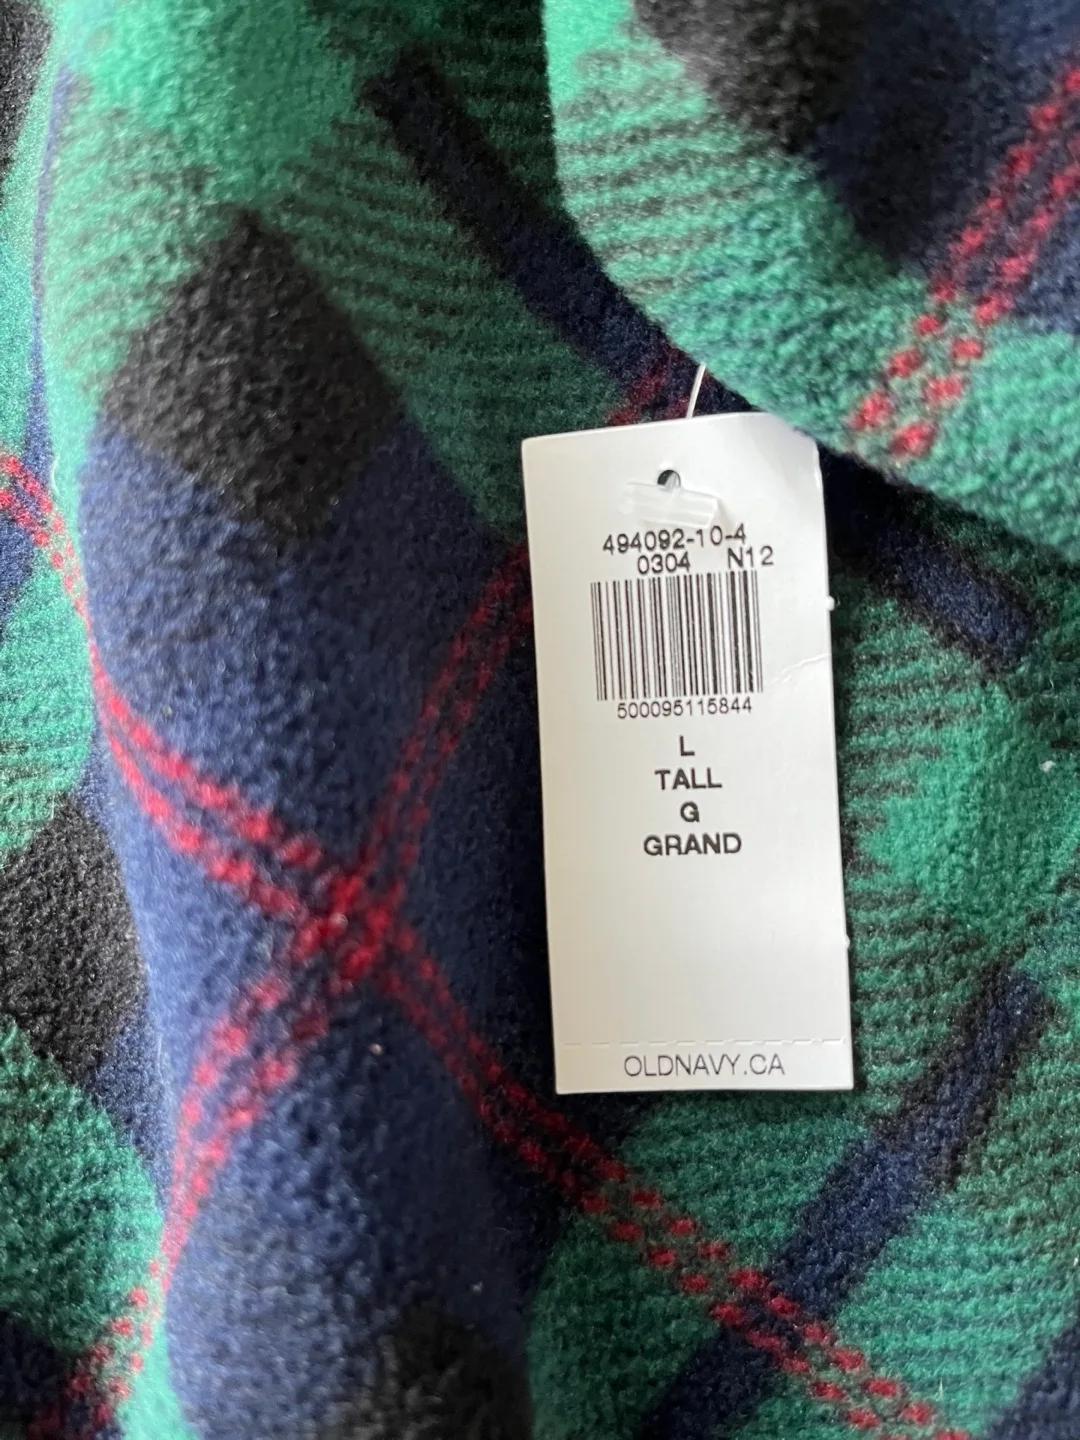 494092-10-4
0304 N12
500095115844
L
TALL
G
GRAND
OLDNAVY.CA